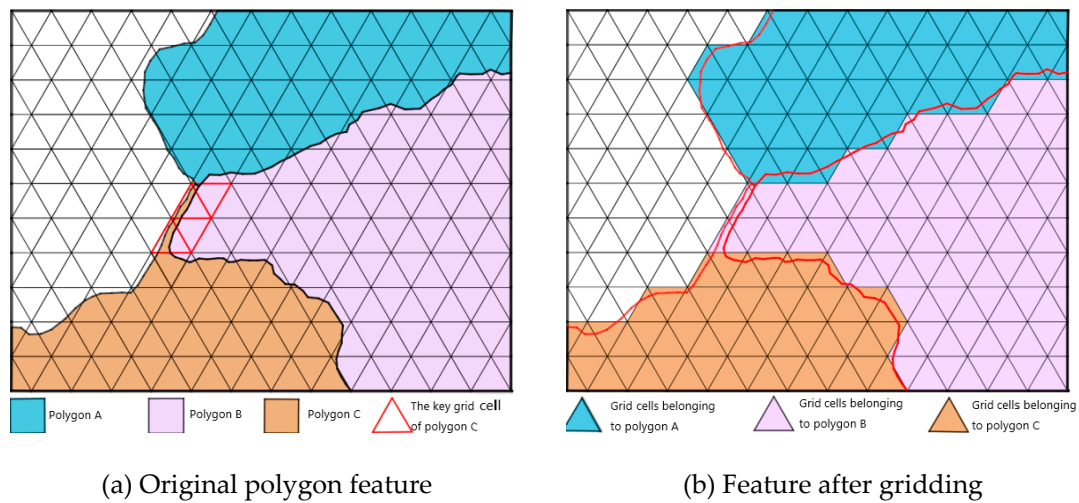 Polygon A
Polygon B
Polygon C
The key grid cell
of polygon C
Grid cells belonging
to polygon A
Grid cells belonging
to polygon B
Grid cells belonging
to polygon C
(a) Original polygon feature
(b) Feature after gridding